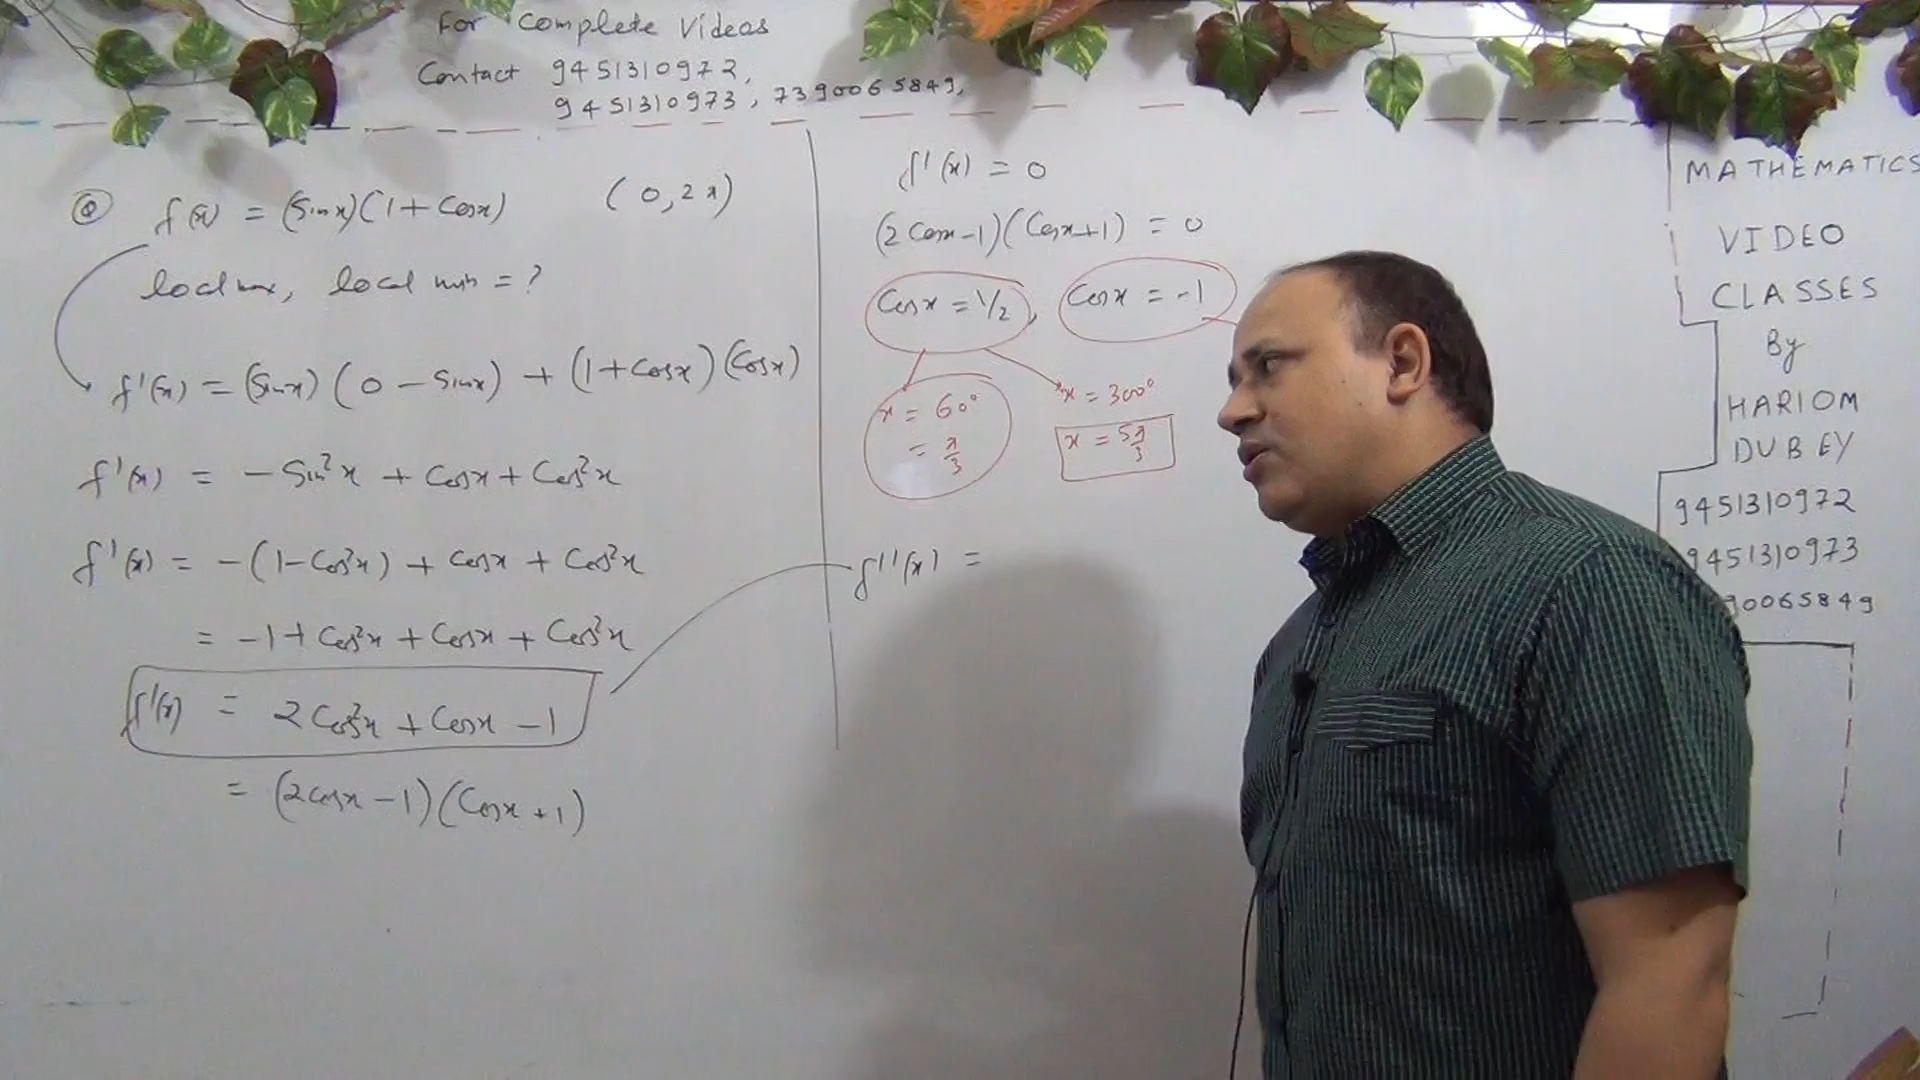 For Complete Videos
Contact 9451310972,
9451310973, 7390065849,
Q f(x) = (Sinx)(1+Cosx) (0,2π)
local max, local min = ?
f'(x) = (Sinx)(0-Sinx) + (1+Cosx)(Cosx)
f'(x) = -Sin²x + Cosx + Cos²x
f'(x) = -(1-Cos²x) + Cosx + Cos²x
= -1+Cos²x + Cosx + Cos²x
f'(x) = 2Cos²x + Cosx - 1
= (2Cosx-1)(Cosx+1)
f'(x) = 0
(2Cosx-1)(Cosx+1) = 0
Cosx = 1/2, Cosx = -1
x = 60° x = 300°
= π/3 x = 5π/3
f''(x) =
MATHEMATICS
VIDEO
CLASSES
By
HARIOM
DUBEY
9451310972
9451310973
90065849